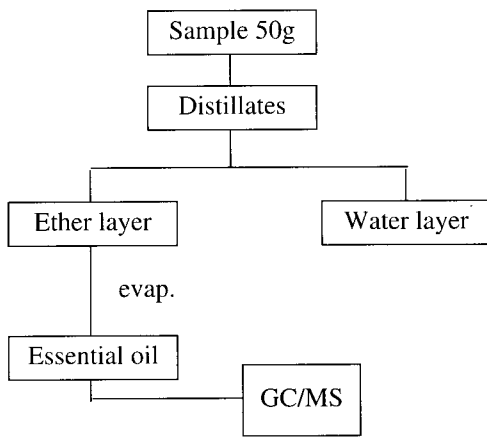 Sample 50g
Distillates
Ether layer
Water layer
evap.
Essential oil
GC/MS